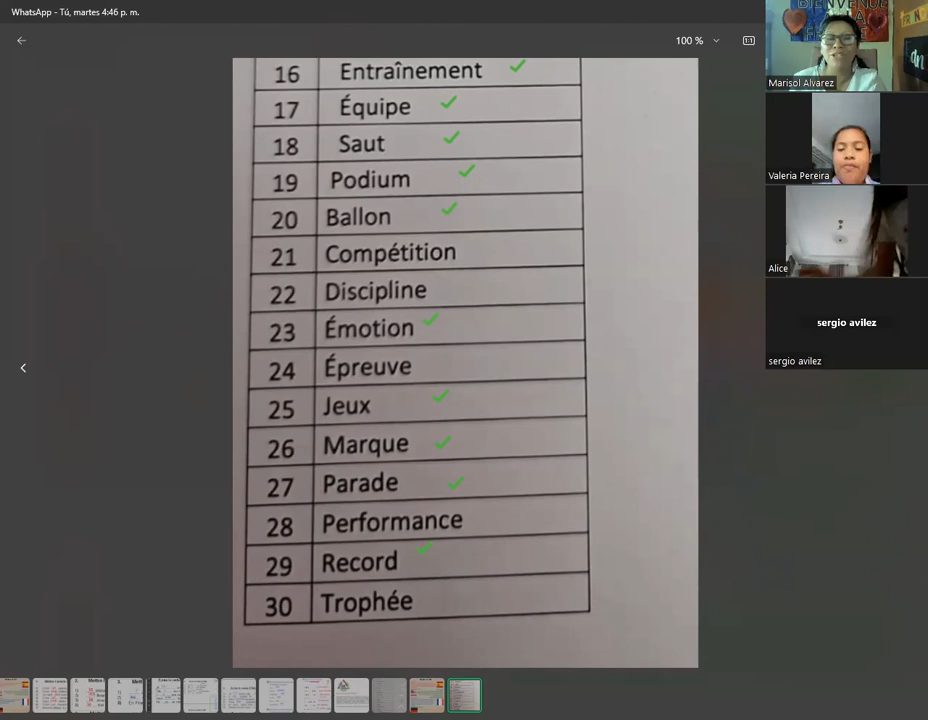 WhatsApp - Tú, martes 4:46 p. m.
100 %
1:1
16 Entraînement
17 Équipe
18 Saut
19 Podium
20 Ballon
21 Compétition
22 Discipline
23 Émotion
24 Épreuve
25 Jeux
26 Marque
27 Parade
28 Performance
29 Record
30 Trophée
Marisol Alvarez
Valeria Pereira
Alice
sergio avilez
sergio avilez